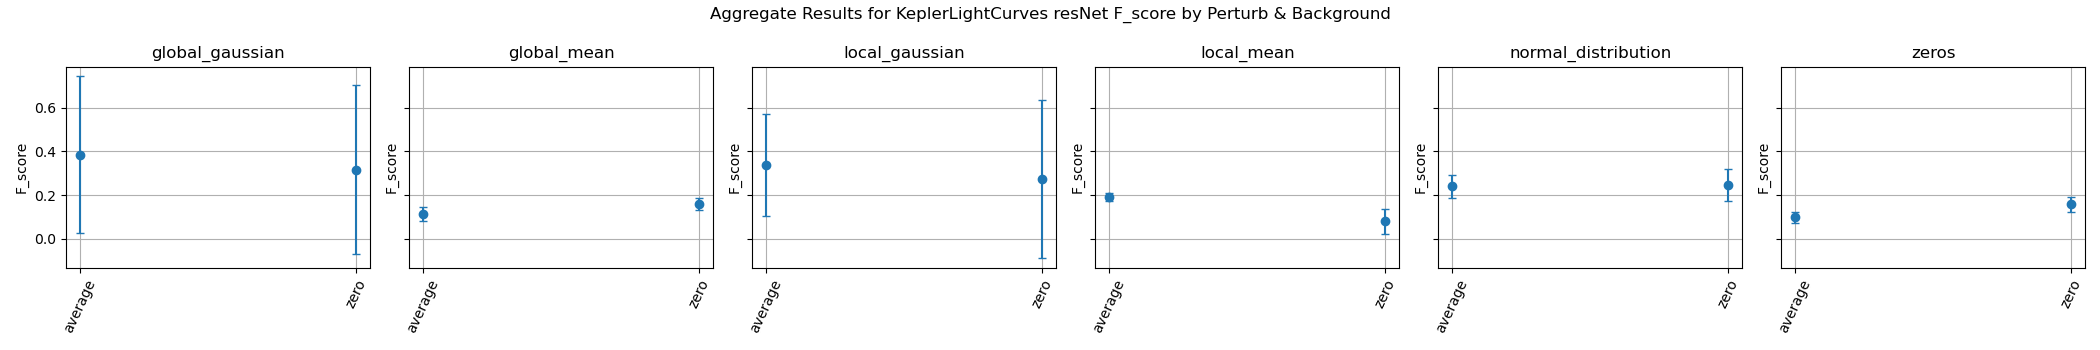 Aggregate Results for KeplerLightCurves resNet F_score by Perturb & Background
global_gaussian
F_score
0.6
0.4
0.2
0.0
average
zero
global_mean
F_score
average
zero
local_gaussian
F_score
average
zero
local_mean
F_score
average
zero
normal_distribution
F_score
average
zero
zeros
F_score
average
zero